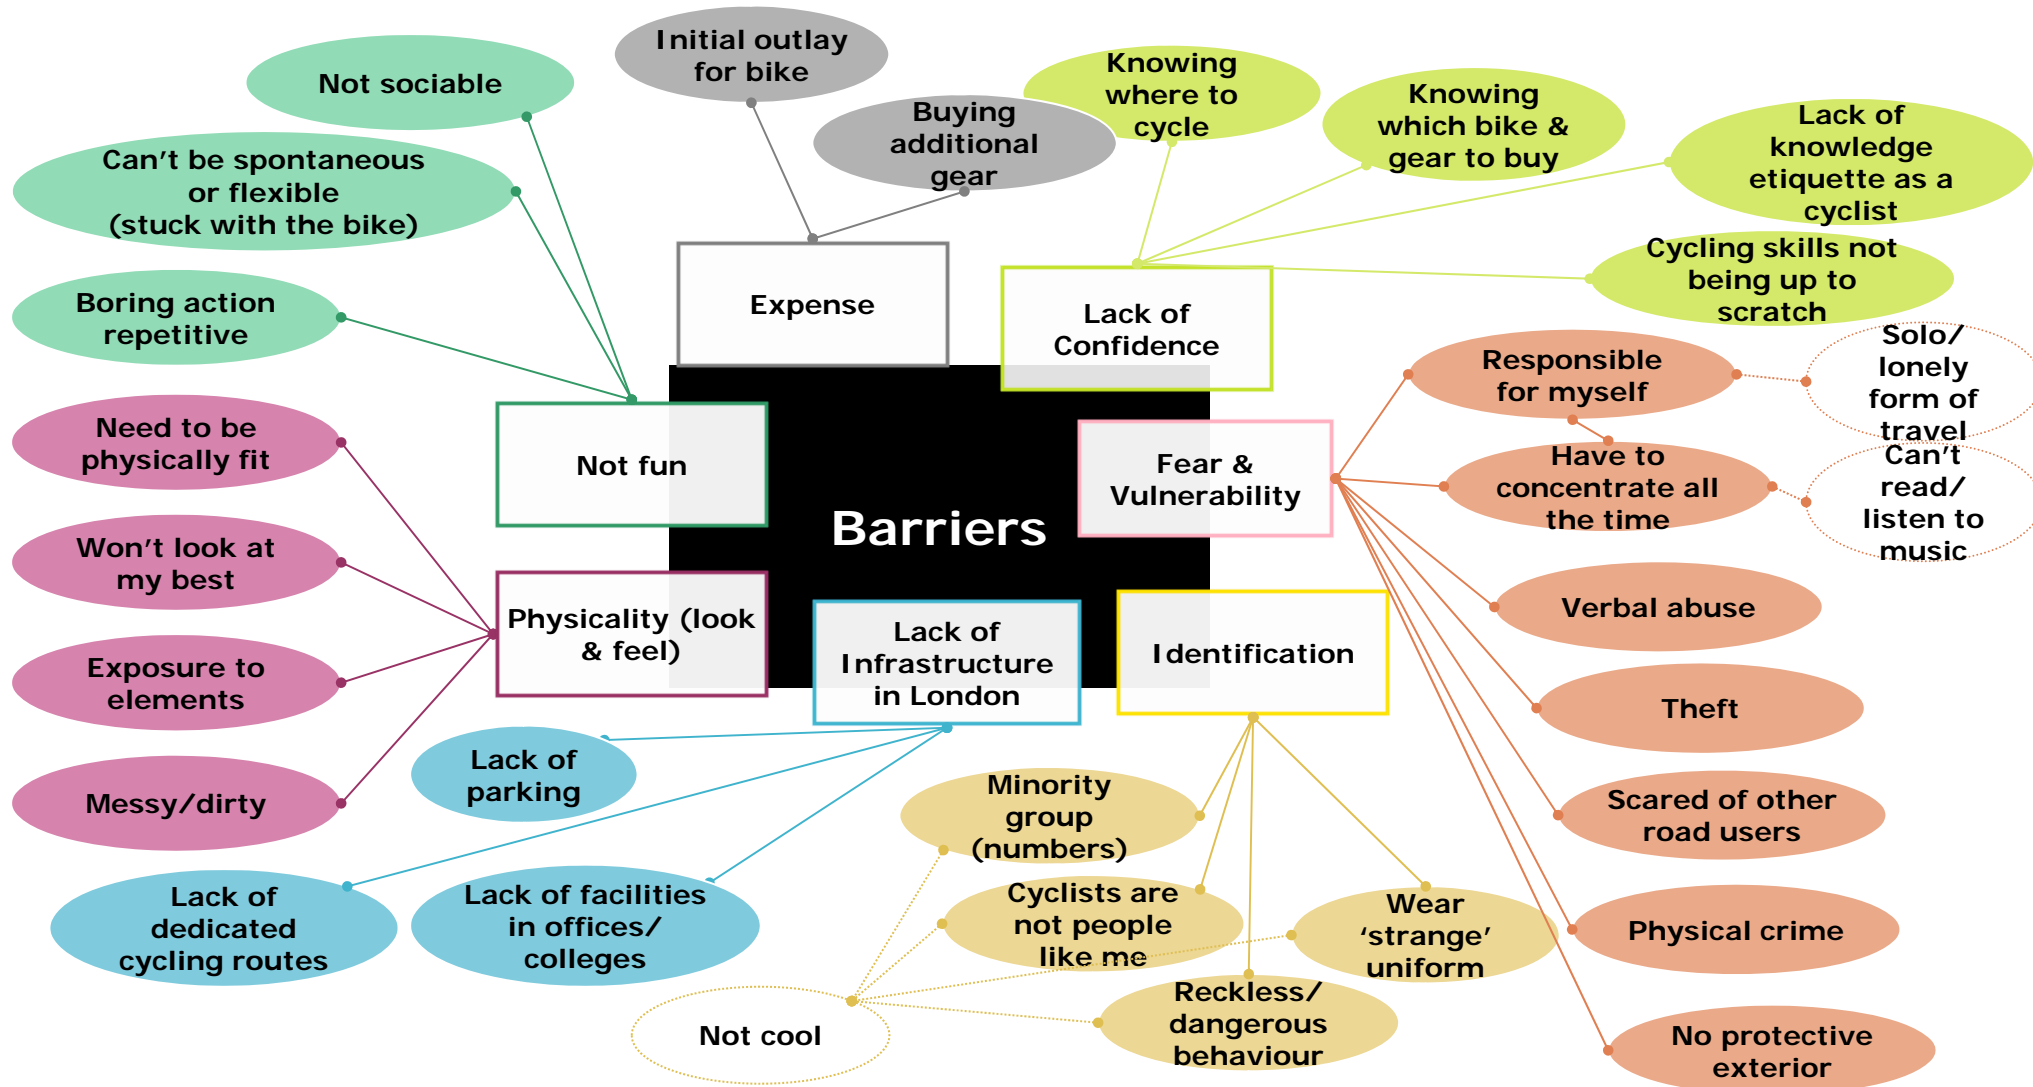 Not sociable
Can't be spontaneous
or flexible
(stuck with the bike)
Boring action
repetitive
Initial outlay
for bike
Buying
additional
gear
Knowing
where to
cycle
Knowing
which bike &
gear to buy
Lack of
knowledge
etiquette as a
cyclist
Cycling skills not
being up to
scratch
Expense
Lack of
Confidence
Not fun
Fear &
Vulnerability
Barriers
Physicality (look
& feel)
Lack of
Infrastructure
in London
Identification
Need to be
physically fit
Won't look at
my best
Exposure to
elements
Messy/dirty
Responsible
for myself
Solo/
lonely
form of
travel
Have to
concentrate all
the time
Can't
read/
listen to
music
Verbal abuse
Theft
Scared of other
road users
Physical crime
No protective
exterior
Lack of
parking
Lack of
dedicated
cycling routes
Lack of facilities
in offices/
colleges
Minority
group
(numbers)
Cyclists are
not people
like me
Wear
‘strange’
uniform
Reckless/
dangerous
behaviour
Not cool